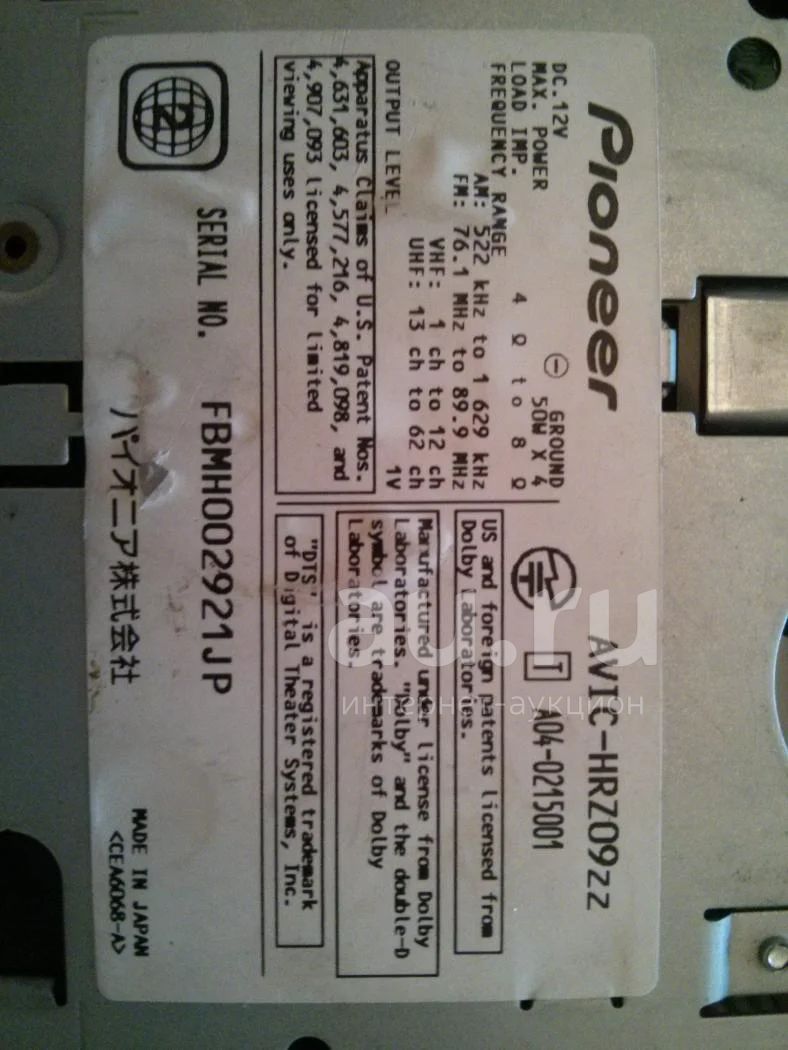 Pioneer
AVIC-HRZ09zz
DC.12V ⊖ GROUND
MAX. POWER 50W X 4
LOAD IMP. 4 Ω to 8 Ω
FREQUENCY RANGE
AM: 522 kHz to 1 629 kHz
FM: 76.1 MHz to 89.9 MHz
VHF: 1 ch to 12 ch
UHF: 13 ch to 62 ch
OUTPUT LEVEL 1V
Apparatus Claims of U.S. Patent Nos.
4,631,603, 4,577,216, 4,819,098, and
4,907,093 licensed for limited
viewing uses only.
T A04-0215001
US and foreign patents licensed from
Dolby Laboratories.
Manufactured under license from Dolby
Laboratories. "Dolby" and the double-D
symbol are trademarks of Dolby
Laboratories
"DTS" is a registered trademark
of Digital Theater Systems, Inc.
2
SERIAL NO. FBMH002921JP
パイオニア株式会社
MADE IN JAPAN
<CEA6068-A>
au.ru
интернет-аукцион